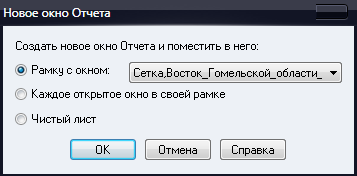 Новое окно Отчета
Создать новое окно Отчета и поместить в него:
Рамку с окном: Сетка,Восток_Гомельской_области_
Каждое открытое окно в своей рамке
Чистый лист
OK Отмена Справка